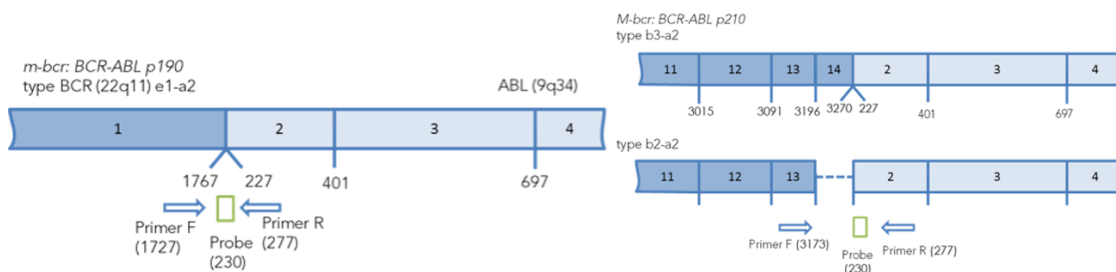 m-bcr: BCR-ABL p190
type BCR (22q11) e1-a2
ABL (9q34)
1 2 3 4
1767 227 401 697
Primer F
(1727)
Probe
(230)
Primer R
(277)
M-bcr: BCR-ABL p210
type b3-a2
11 12 13 14 2 3 4
3015 3091 3196 3270 227 401 697
type b2-a2
11 12 13 2 3 4
Primer F (3173)
Probe
(230)
Primer R (277)